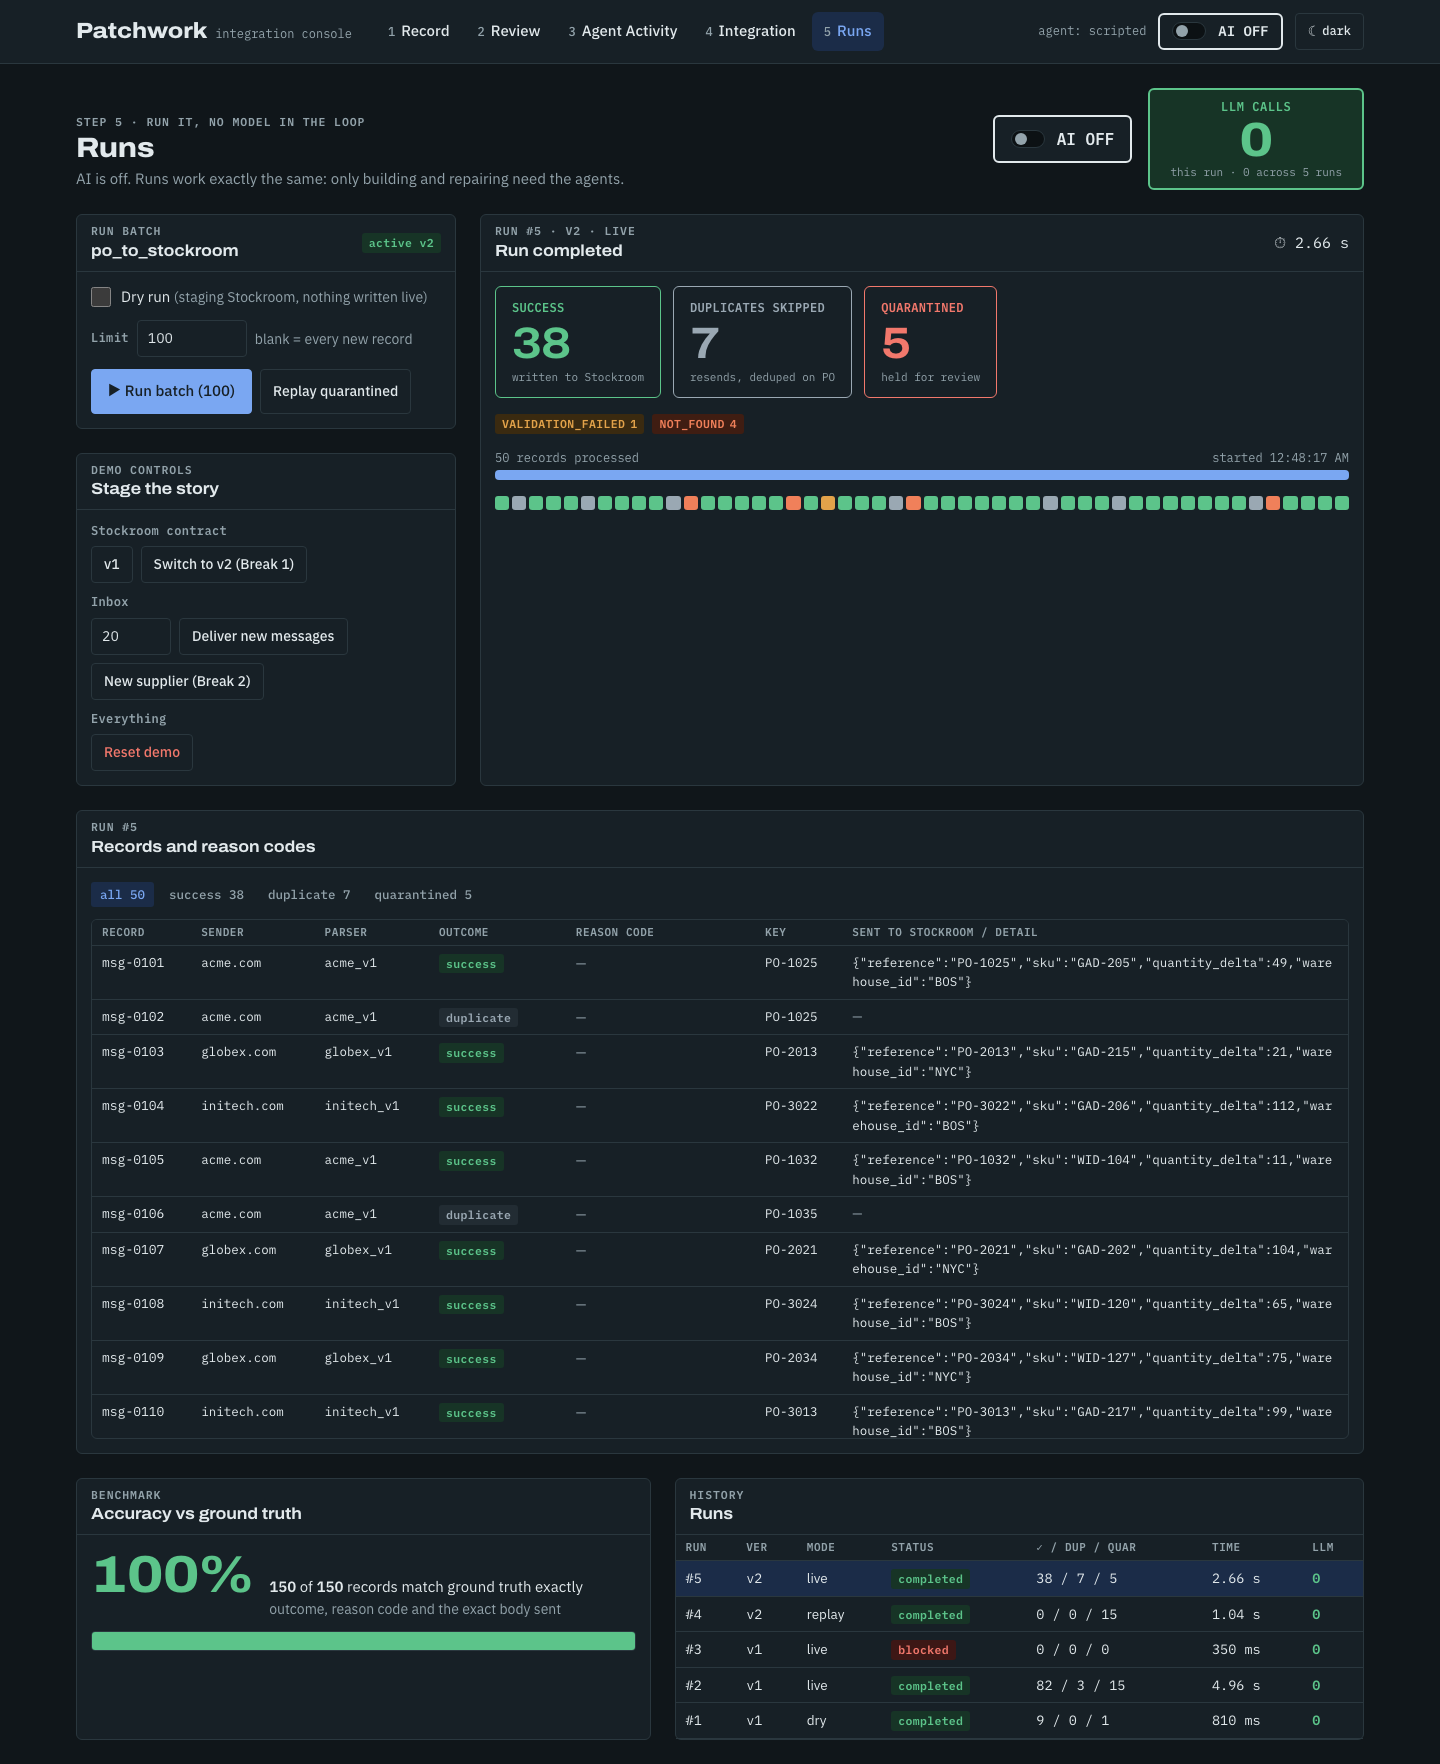 Patchwork integration console 1 Record 2 Review 3 Agent Activity 4 Integration 5 Runs agent: scripted AI OFF ☾ dark
STEP 5 · RUN IT, NO MODEL IN THE LOOP
Runs
AI is off. Runs work exactly the same: only building and repairing need the agents.
AI OFF
LLM CALLS
0
this run · 0 across 5 runs
RUN BATCH
po_to_stockroom
active v2
Dry run (staging Stockroom, nothing written live)
Limit 100 blank = every new record
▶ Run batch (100) Replay quarantined
DEMO CONTROLS
Stage the story
Stockroom contract
v1 Switch to v2 (Break 1)
Inbox
20 Deliver new messages
New supplier (Break 2)
Everything
Reset demo
RUN #5 · V2 · LIVE
Run completed
⏱ 2.66 s
SUCCESS
38
written to Stockroom
DUPLICATES SKIPPED
7
resends, deduped on PO
QUARANTINED
5
held for review
VALIDATION_FAILED 1 NOT_FOUND 4
50 records processed started 12:48:17 AM
RUN #5
Records and reason codes
all 50 success 38 duplicate 7 quarantined 5
RECORD SENDER PARSER OUTCOME REASON CODE KEY SENT TO STOCKROOM / DETAIL
msg-0101 acme.com acme_v1 success — PO-1025 {"reference":"PO-1025","sku":"GAD-205","quantity_delta":49,"ware
house_id":"BOS"}
msg-0102 acme.com acme_v1 duplicate — PO-1025 —
msg-0103 globex.com globex_v1 success — PO-2013 {"reference":"PO-2013","sku":"GAD-215","quantity_delta":21,"ware
house_id":"NYC"}
msg-0104 initech.com initech_v1 success — PO-3022 {"reference":"PO-3022","sku":"GAD-206","quantity_delta":112,"war
ehouse_id":"BOS"}
msg-0105 acme.com acme_v1 success — PO-1032 {"reference":"PO-1032","sku":"WID-104","quantity_delta":11,"ware
house_id":"BOS"}
msg-0106 acme.com acme_v1 duplicate — PO-1035 —
msg-0107 globex.com globex_v1 success — PO-2021 {"reference":"PO-2021","sku":"GAD-202","quantity_delta":104,"war
ehouse_id":"NYC"}
msg-0108 initech.com initech_v1 success — PO-3024 {"reference":"PO-3024","sku":"WID-120","quantity_delta":65,"ware
house_id":"BOS"}
msg-0109 globex.com globex_v1 success — PO-2034 {"reference":"PO-2034","sku":"WID-127","quantity_delta":75,"ware
house_id":"NYC"}
msg-0110 initech.com initech_v1 success — PO-3013 {"reference":"PO-3013","sku":"GAD-217","quantity_delta":99,"ware
house_id":"BOS"}
BENCHMARK
Accuracy vs ground truth
100%
150 of 150 records match ground truth exactly
outcome, reason code and the exact body sent
HISTORY
Runs
RUN VER MODE STATUS ✓ / DUP / QUAR TIME LLM
#5 v2 live completed 38 / 7 / 5 2.66 s 0
#4 v2 replay completed 0 / 0 / 15 1.04 s 0
#3 v1 live blocked 0 / 0 / 0 350 ms 0
#2 v1 live completed 82 / 3 / 15 4.96 s 0
#1 v1 dry completed 9 / 0 / 1 810 ms 0